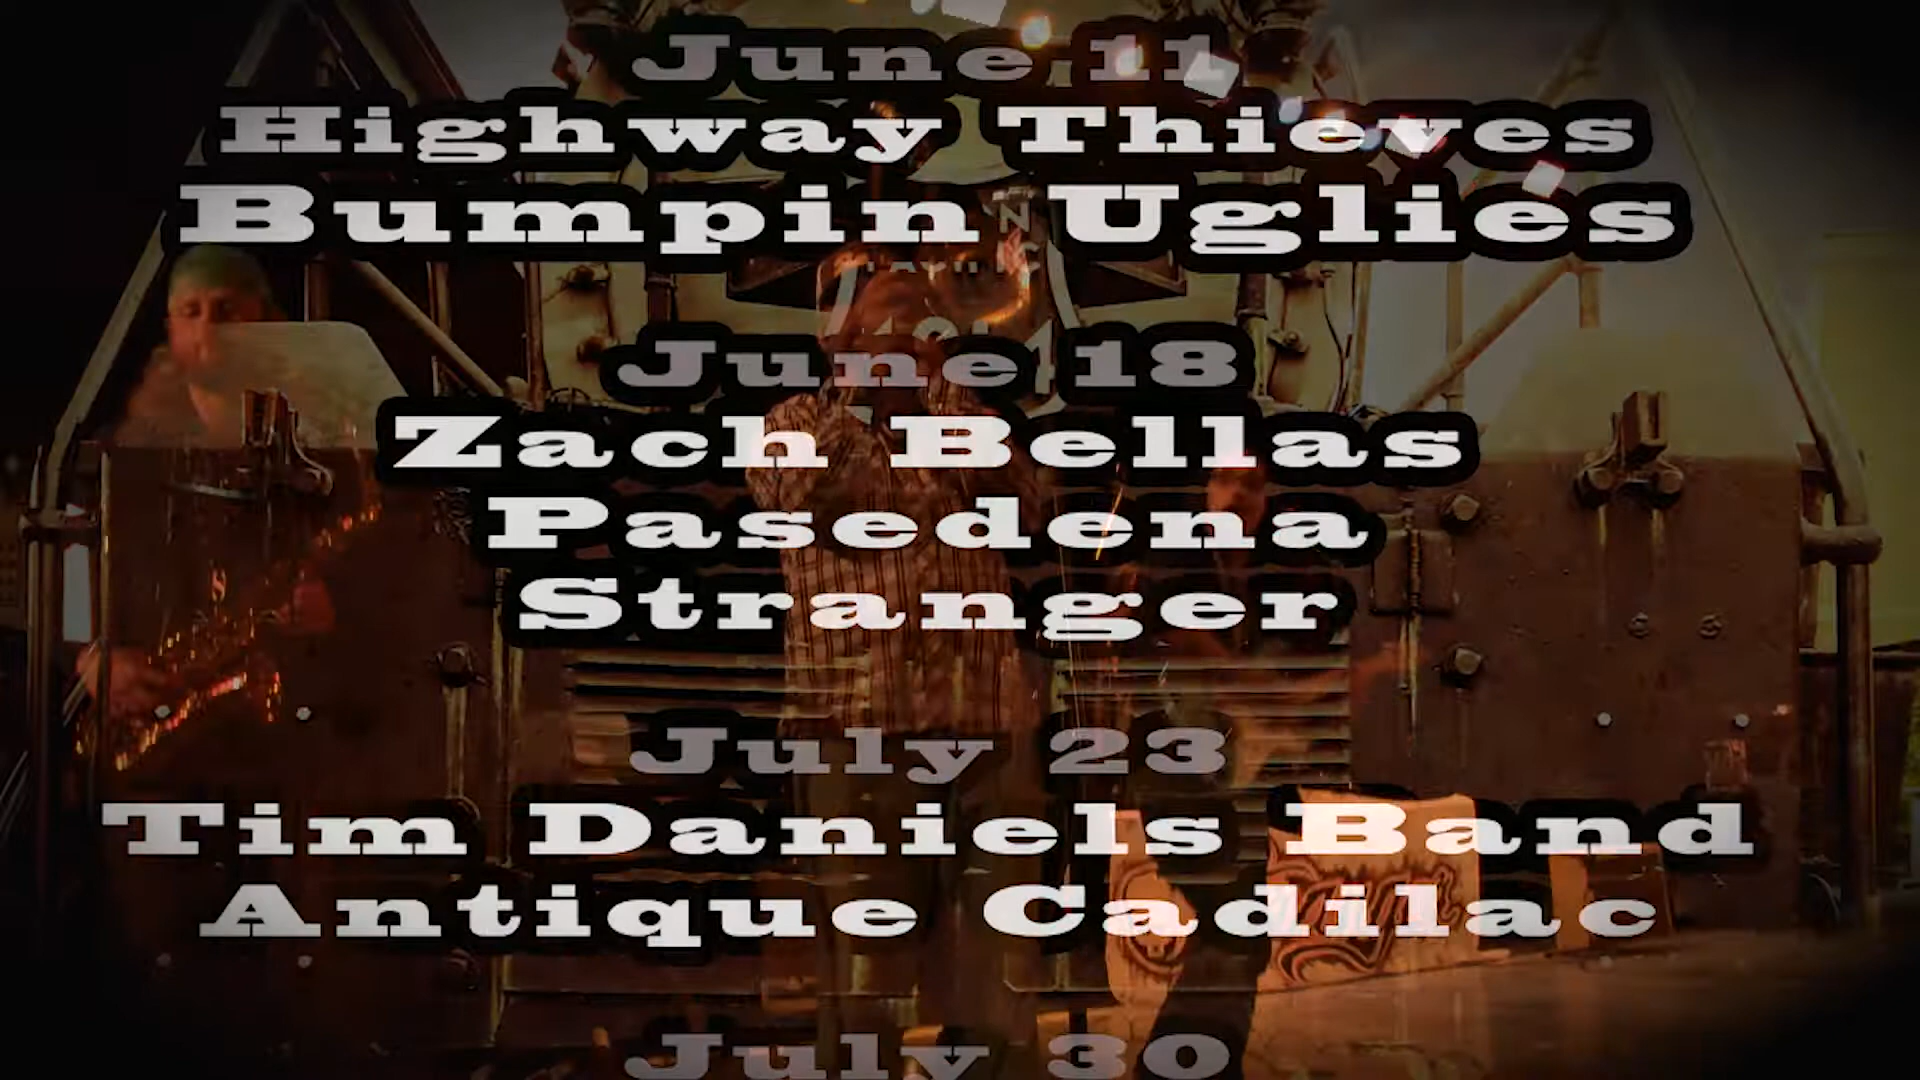 June 11
Highway Thieves
Bumpin Uglies
June 18
Zach Bellas
Pasedena
Stranger
July 23
Tim Daniels Band
Antique Cadilac
July 30